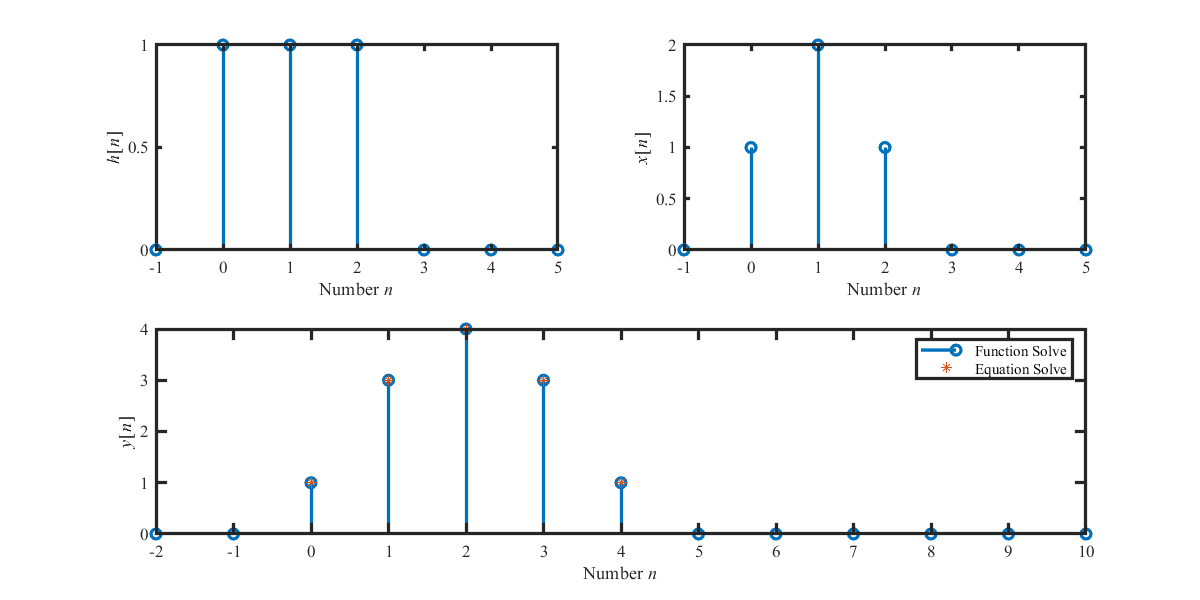 1
0.5
0
h[n]
-1 0 1 2 3 4 5
Number n
2
1.5
1
0.5
0
x[n]
-1 0 1 2 3 4 5
Number n
4
3
2
1
0
y[n]
Function Solve
Equation Solve
-2 -1 0 1 2 3 4 5 6 7 8 9 10
Number n